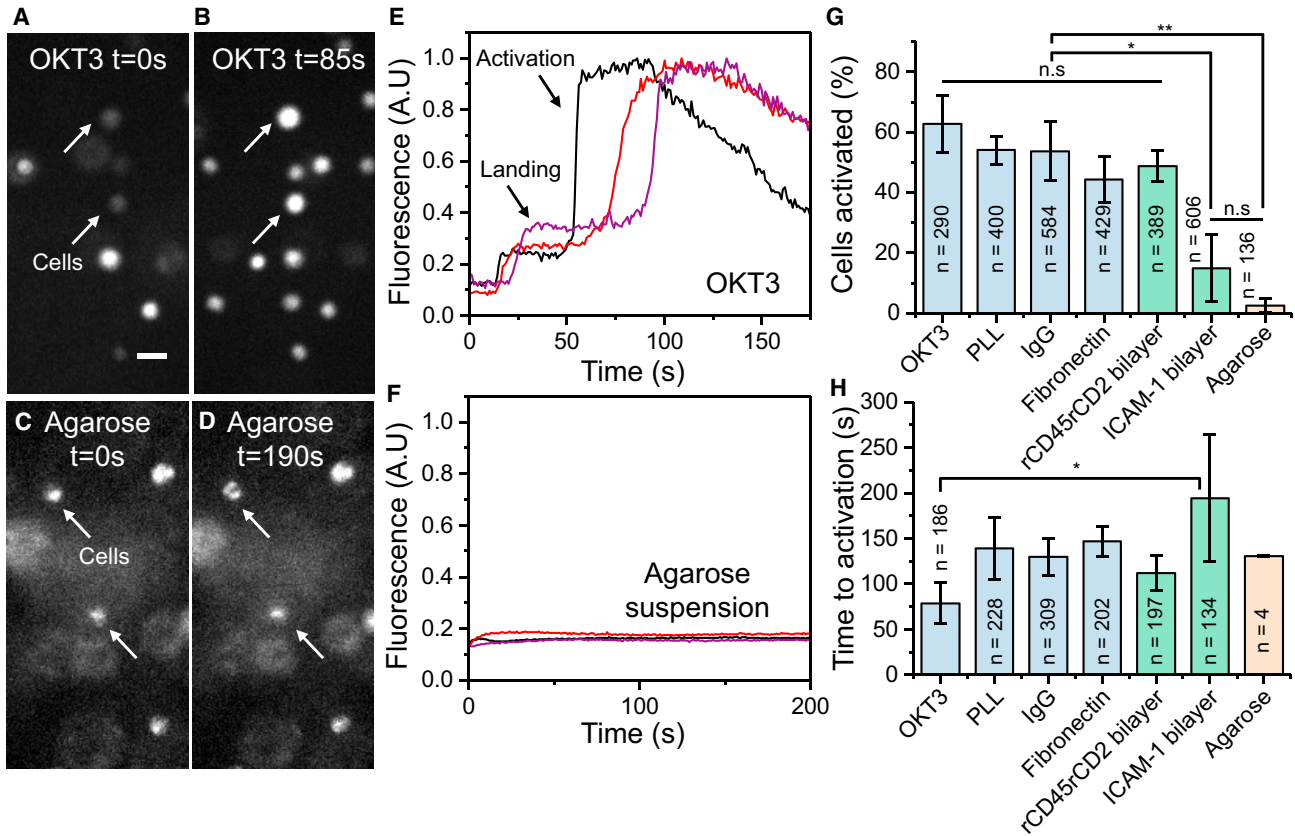 A
OKT3 t=0s
Cells
B
OKT3 t=85s
C
Agarose
t=0s
Cells
D
Agarose
t=190s
E
Fluorescence (A.U)
1.0
0.8
0.6
0.4
0.2
0.0
Activation
Landing
OKT3
0
50
100
150
Time (s)
F
Fluorescence (A.U)
1.0
0.8
0.6
0.4
0.2
0.0
Agarose
suspension
0
100
200
Time (s)
G
Cells activated (%)
80
60
40
20
0
**
*
n.s
n.s
n = 290
n = 400
n = 584
n = 429
n = 389
n = 606
n = 136
OKT3
PLL
IgG
Fibronectin
rCD45rCD2 bilayer
ICAM-1 bilayer
Agarose
H
Time to activation (s)
300
250
200
150
100
50
0
*
n = 186
n = 228
n = 309
n = 202
n = 197
n = 134
n = 4
OKT3
PLL
IgG
Fibronectin
rCD45rCD2 bilayer
ICAM-1 bilayer
Agarose